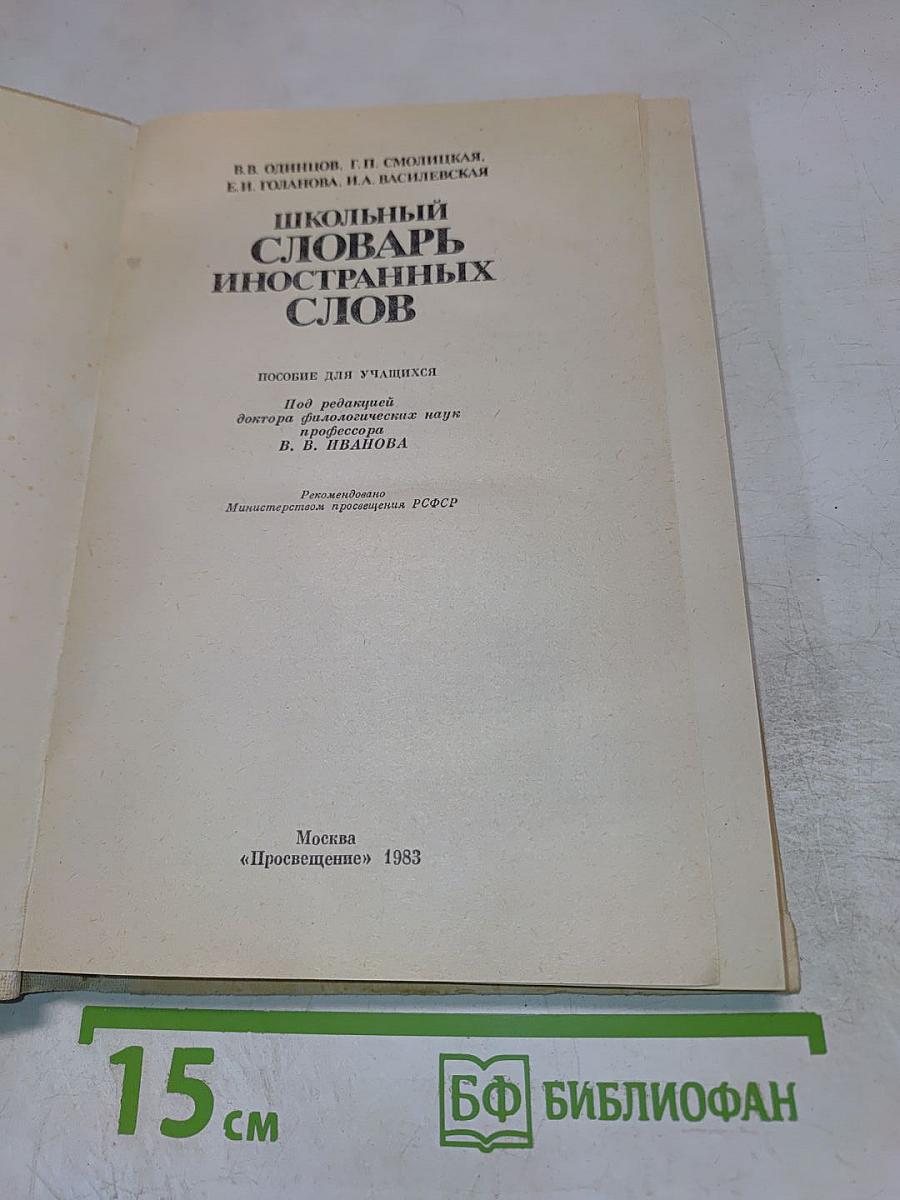 В. В. ОДИНЦОВ, Г. П. СМОЛИЦКАЯ,
Е. И. ГОЛАНОВА, И. А. ВАСИЛЕВСКАЯ
ШКОЛЬНЫЙ
СЛОВАРЬ
ИНОСТРАННЫХ
СЛОВ
ПОСОБИЕ ДЛЯ УЧАЩИХСЯ
Под редакцией
доктора филологических наук
профессора
В. В. ИВАНОВА
Рекомендовано
Министерством просвещения РСФСР
Москва
«Просвещение» 1983
15 см
БФ БИБЛИОФАН